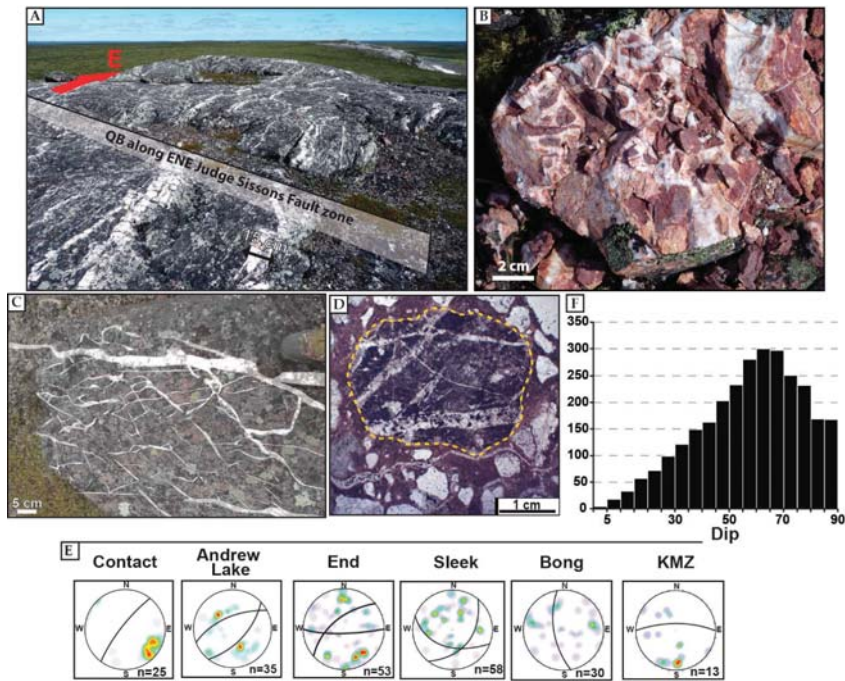 A
E
QB along ENE Judge Sissons Fault zone
B
2 cm
C
5 cm
D
1 cm
F
350
300
250
200
150
100
50
0
5 30 50 70 90
Dip
E
Contact
N
W E
S
n=25
Andrew Lake
N
W E
S
n=35
End
N
W E
S
n=53
Sleek
N
W E
S
n=58
Bong
N
W E
S
n=30
KMZ
N
W E
S
n=13